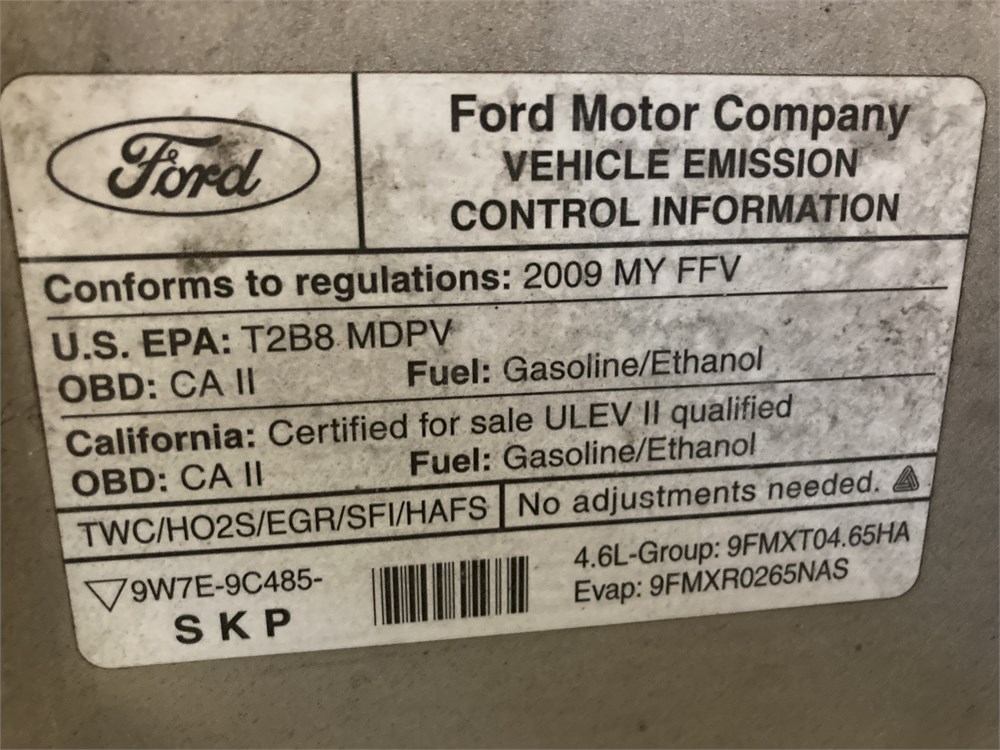 Ford
Ford Motor Company
VEHICLE EMISSION
CONTROL INFORMATION
Conforms to regulations: 2009 MY FFV
U.S. EPA: T2B8 MDPV
OBD: CA II Fuel: Gasoline/Ethanol
California: Certified for sale ULEV II qualified
OBD: CA II Fuel: Gasoline/Ethanol
TWC/HO2S/EGR/SFI/HAFS No adjustments needed.
9W7E-9C485-
SKP
4.6L-Group: 9FMXT04.65HA
Evap: 9FMXR0265NAS